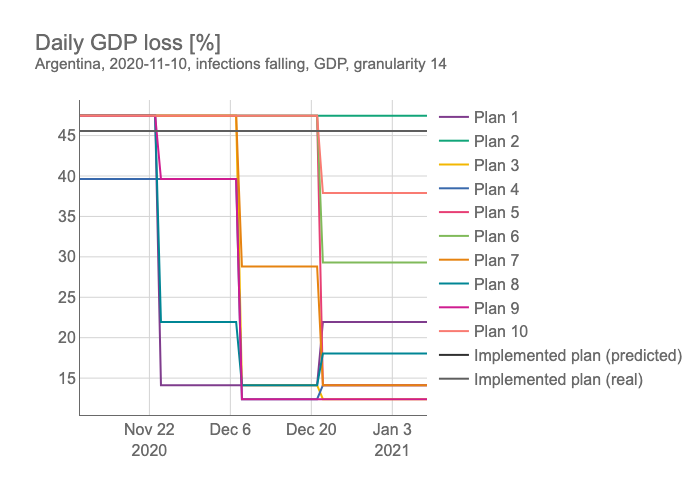 Daily GDP loss [%]
Argentina, 2020-11-10, infections falling, GDP, granularity 14
45
40
35
30
25
20
15
Nov 22
2020
Dec 6
Dec 20
Jan 3
2021
Plan 1
Plan 2
Plan 3
Plan 4
Plan 5
Plan 6
Plan 7
Plan 8
Plan 9
Plan 10
Implemented plan (predicted)
Implemented plan (real)